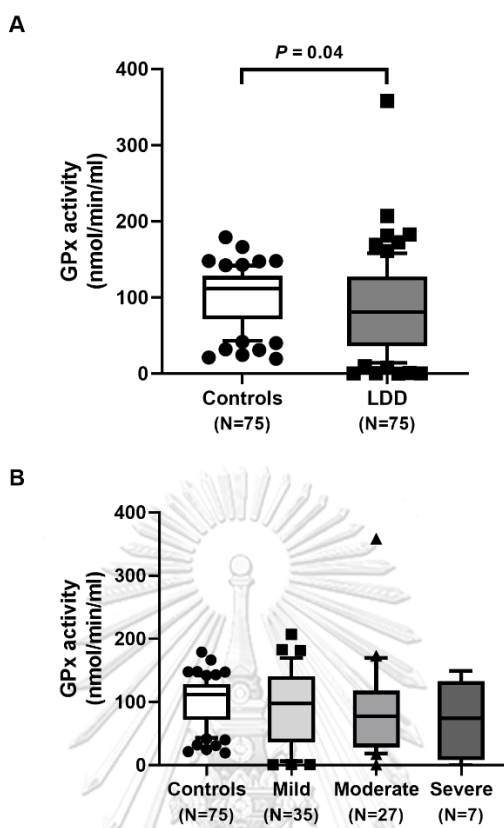 A
P = 0.04
400
300
200
100
0
GPx activity
(nmol/min/ml)
Controls
(N=75)
LDD
(N=75)
B
400
300
200
100
0
GPx activity
(nmol/min/ml)
Controls Mild Moderate Severe
(N=75) (N=35) (N=27) (N=7)